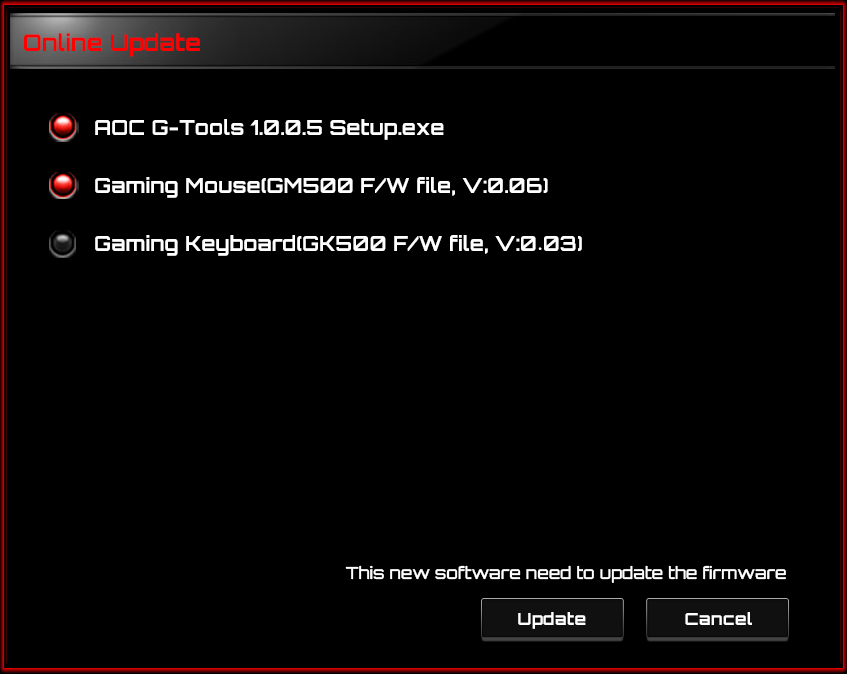 Online Update
AOC G-Tools 1.0.0.5 Setup.exe
Gaming Mouse(GM500 F/W file, V:0.06)
Gaming Keyboard(GK500 F/W file, V:0.03)
This new software need to update the firmware
Update
Cancel